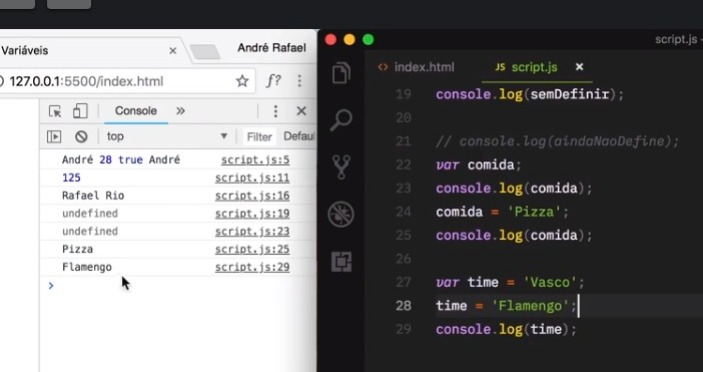 Variáveis × André Rafael
127.0.0.1:5500/index.html f? ⋮
Console » ⋮ ×
top ▼ Filter Defau
André 28 true André script.js:5
125 script.js:11
Rafael Rio script.js:16
undefined script.js:19
undefined script.js:23
Pizza script.js:25
Flamengo script.js:29
>
script.js -
<> index.html JS script.js ×
19 console.log(semDefinir);
20
21 // console.log(aindaNaoDefine);
22 var comida;
23 console.log(comida);
24 comida = 'Pizza';
25 console.log(comida);
26
27 var time = 'Vasco';
28 time = 'Flamengo';
29 console.log(time);